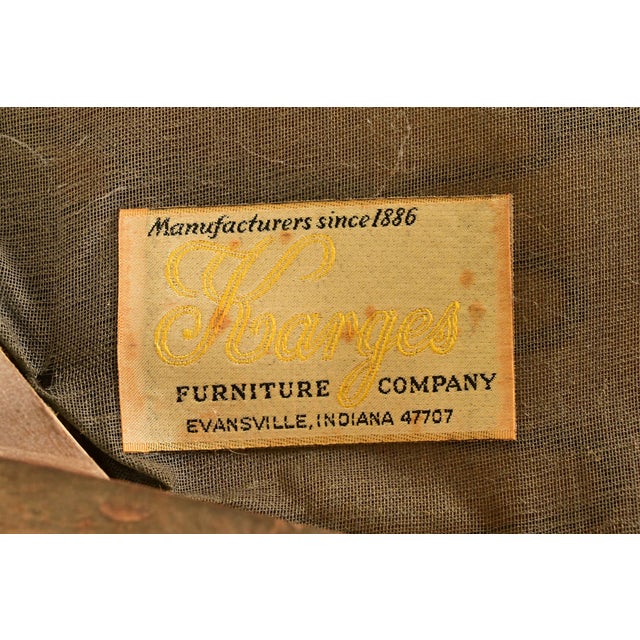 Manufacturers since 1886
Karges
FURNITURE COMPANY
EVANSVILLE, INDIANA 47707